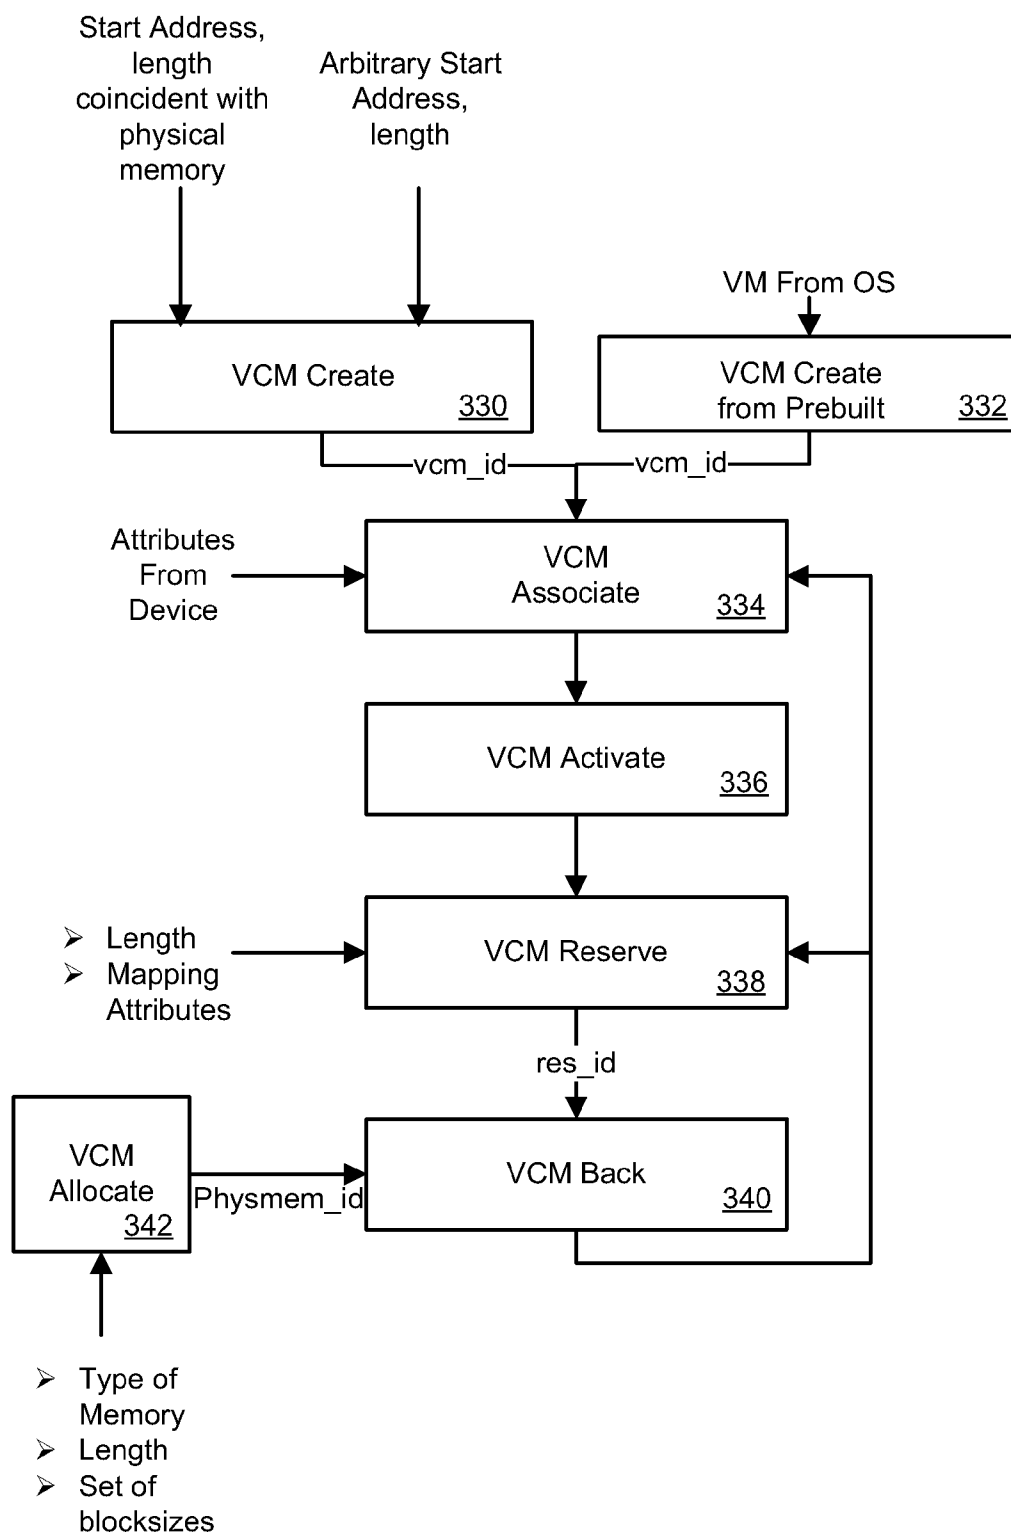 Start Address,
length
coincident with
physical
memory
Arbitrary Start
Address,
length
VM From OS
VCM Create
330
VCM Create
from Prebuilt
332
vcm_id
vcm_id
Attributes
From
Device
VCM
Associate
334
VCM Activate
336
➢ Length
➢ Mapping
Attributes
VCM Reserve
338
res_id
VCM
Allocate
342
Physmem_id
VCM Back
340
➢ Type of
Memory
➢ Length
➢ Set of
blocksizes